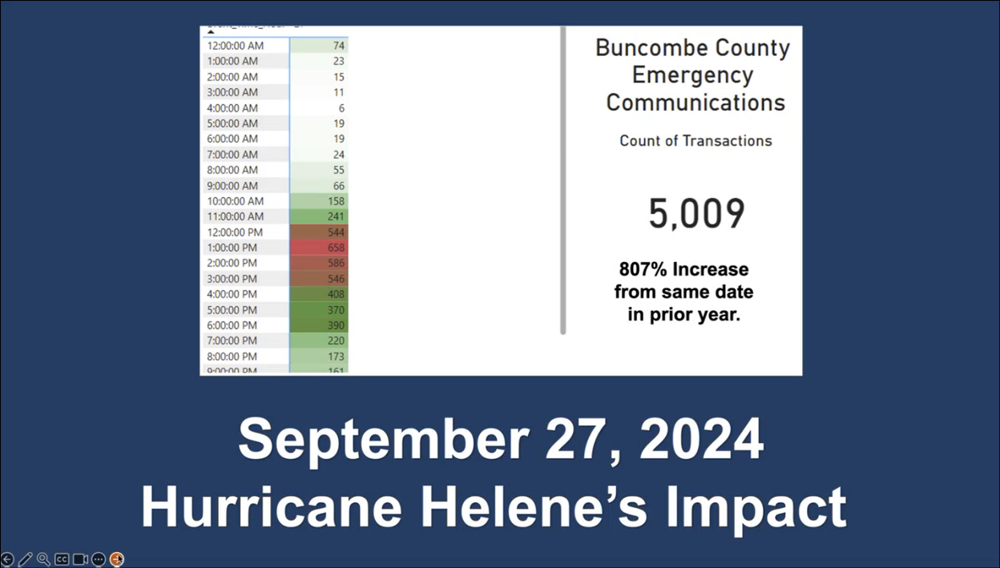 12:00:00 AM 74
1:00:00 AM 23
2:00:00 AM 15
3:00:00 AM 11
4:00:00 AM 6
5:00:00 AM 19
6:00:00 AM 19
7:00:00 AM 24
8:00:00 AM 55
9:00:00 AM 66
10:00:00 AM 158
11:00:00 AM 241
12:00:00 PM 544
1:00:00 PM 658
2:00:00 PM 586
3:00:00 PM 546
4:00:00 PM 408
5:00:00 PM 370
6:00:00 PM 390
7:00:00 PM 220
8:00:00 PM 173
9:00:00 PM 161
Buncombe County
Emergency
Communications
Count of Transactions
5,009
807% Increase
from same date
in prior year.
September 27, 2024
Hurricane Helene’s Impact
CC